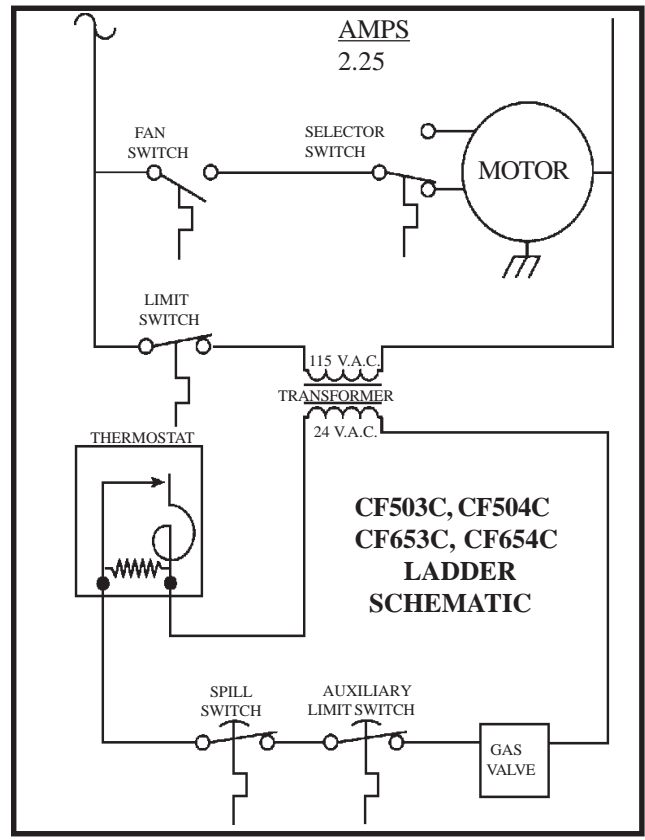 AMPS
2.25
FAN
SWITCH
SELECTOR
SWITCH
MOTOR
LIMIT
SWITCH
115 V.A.C.
TRANSFORMER
24 V.A.C.
THERMOSTAT
CF503C, CF504C
CF653C, CF654C
LADDER
SCHEMATIC
SPILL
SWITCH
AUXILIARY
LIMIT SWITCH
GAS
VALVE